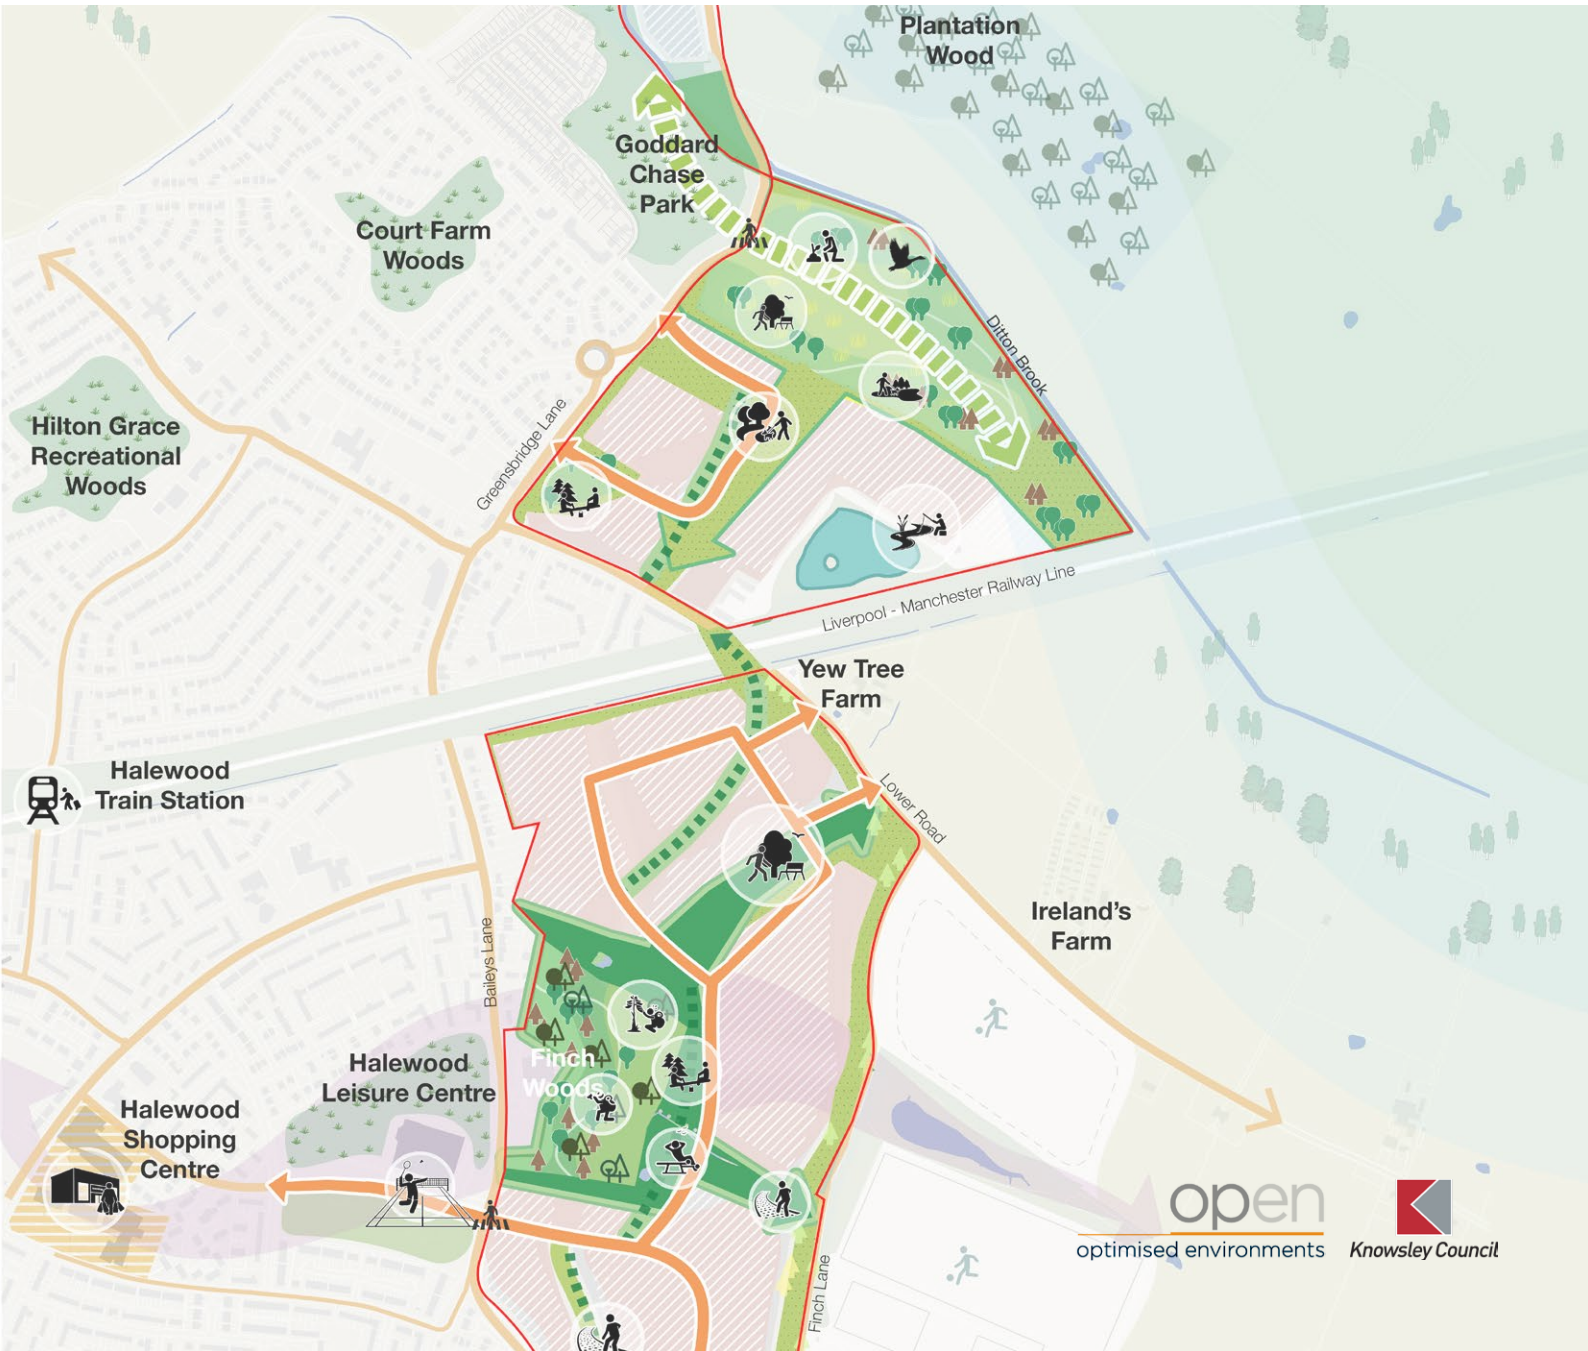 Plantation
Wood
Goddard
Chase
Park
Court Farm
Woods
Ditton Brook
Hilton Grace
Recreational
Woods
Greensbridge Lane
Liverpool - Manchester Railway Line
Yew Tree
Farm
Halewood
Train Station
Lower Road
Ireland's
Farm
Baileys Lane
Finch
Woods
Halewood
Leisure Centre
Halewood
Shopping
Centre
Finch Lane
open
optimised environments
Knowsley Council